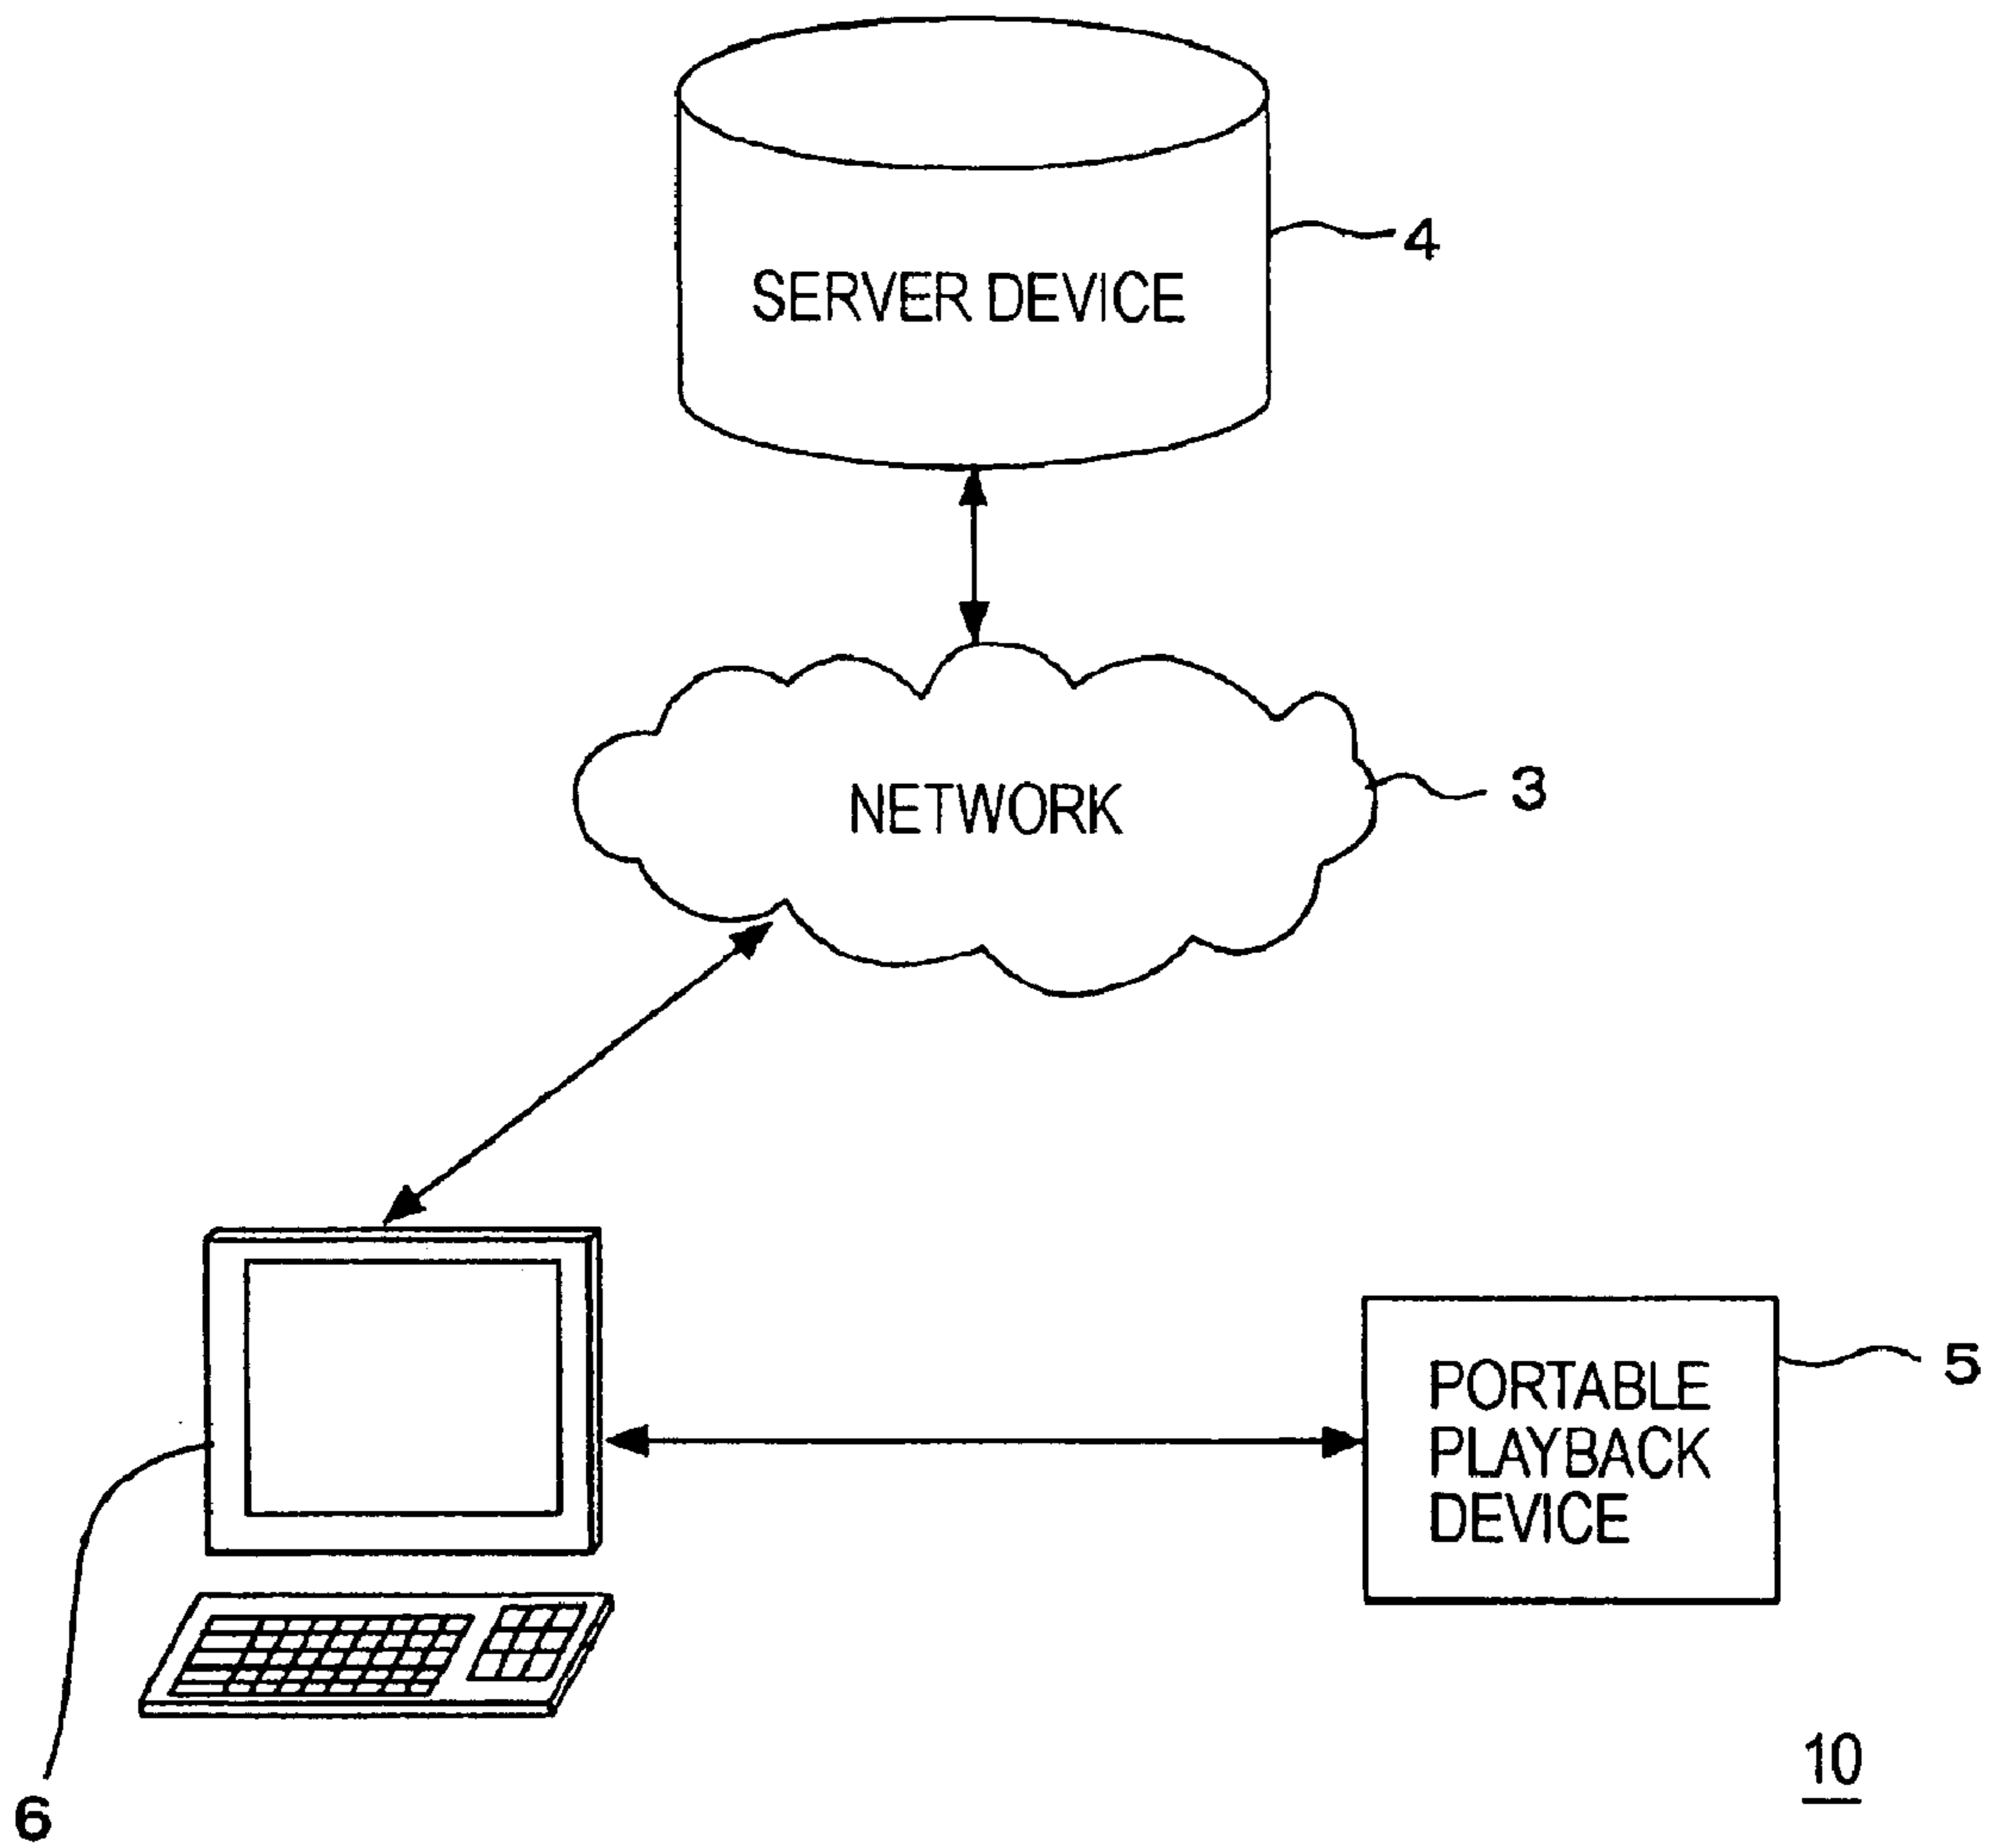 SERVER DEVICE
4
NETWORK
3
PORTABLE
PLAYBACK
DEVICE
5
6
10